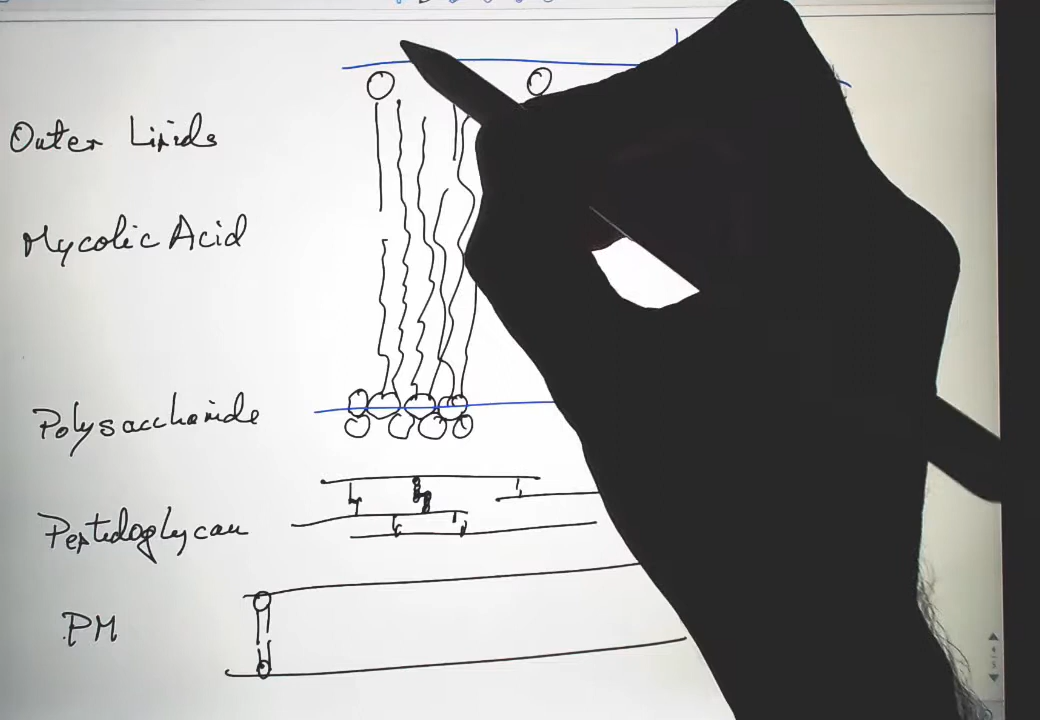 Outer Lipids
Mycolic Acid
Polysaccharide
Peptidoglycan
PM